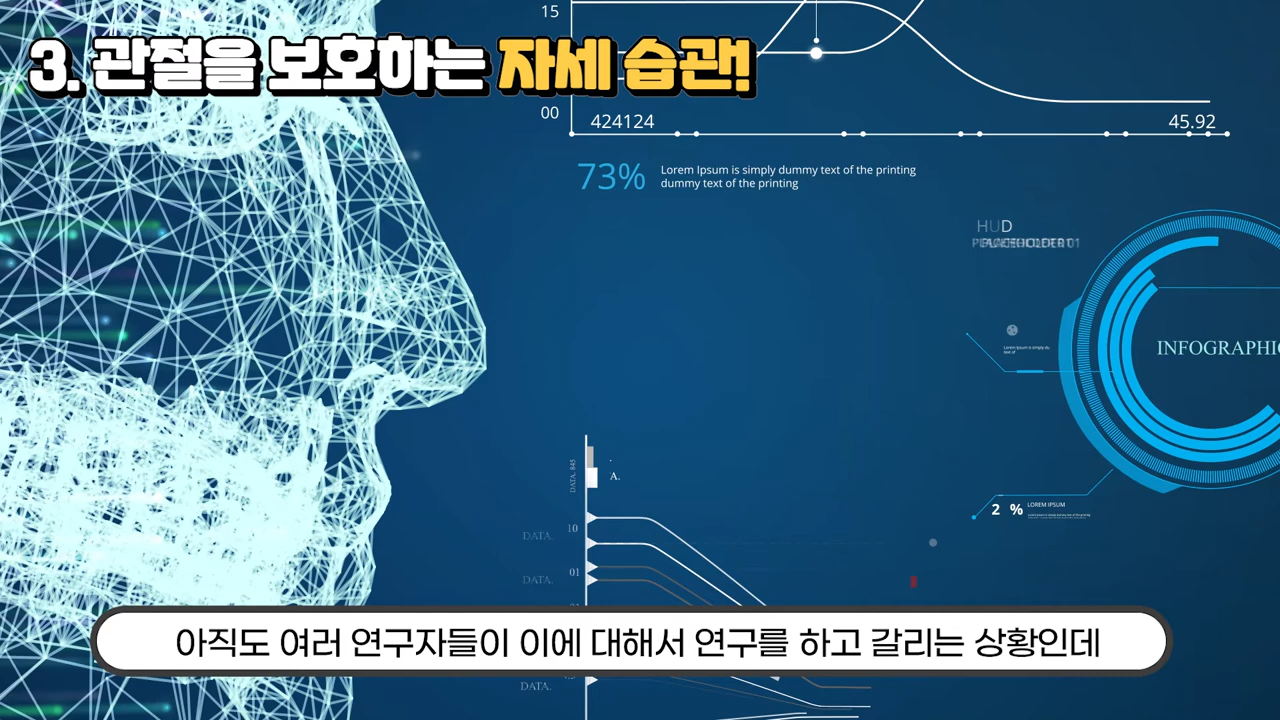 3. 관절을 보호하는 자세 습관!
15
00
424124
45.92
73%
Lorem Ipsum is simply dummy text of the printing
dummy text of the printing
HUD
INFOGRAPHIC
DATA. 845
A.
10
DATA.
01
DATA.
2 %
LOREM IPSUM
아직도 여러 연구자들이 이에 대해서 연구를 하고 갈리는 상황인데
DATA.